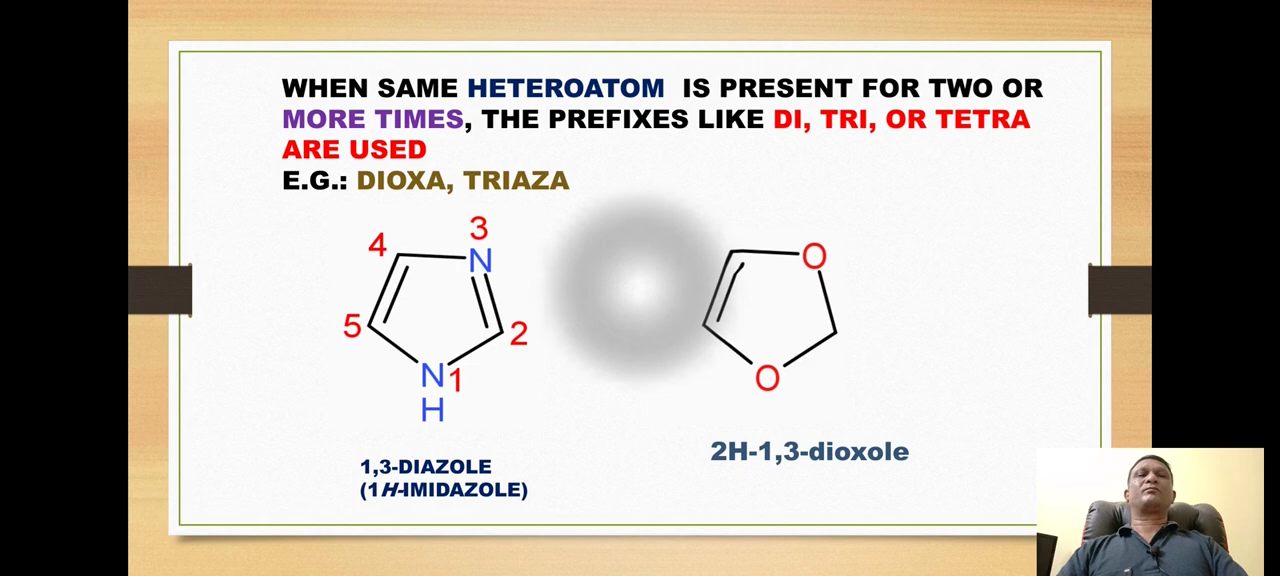 WHEN SAME HETEROATOM IS PRESENT FOR TWO OR
MORE TIMES, THE PREFIXES LIKE DI, TRI, OR TETRA
ARE USED
E.G.: DIOXA, TRIAZA
3
4
N
O
5
2
N1
O
H
2H-1,3-dioxole
1,3-DIAZOLE
(1H-IMIDAZOLE)